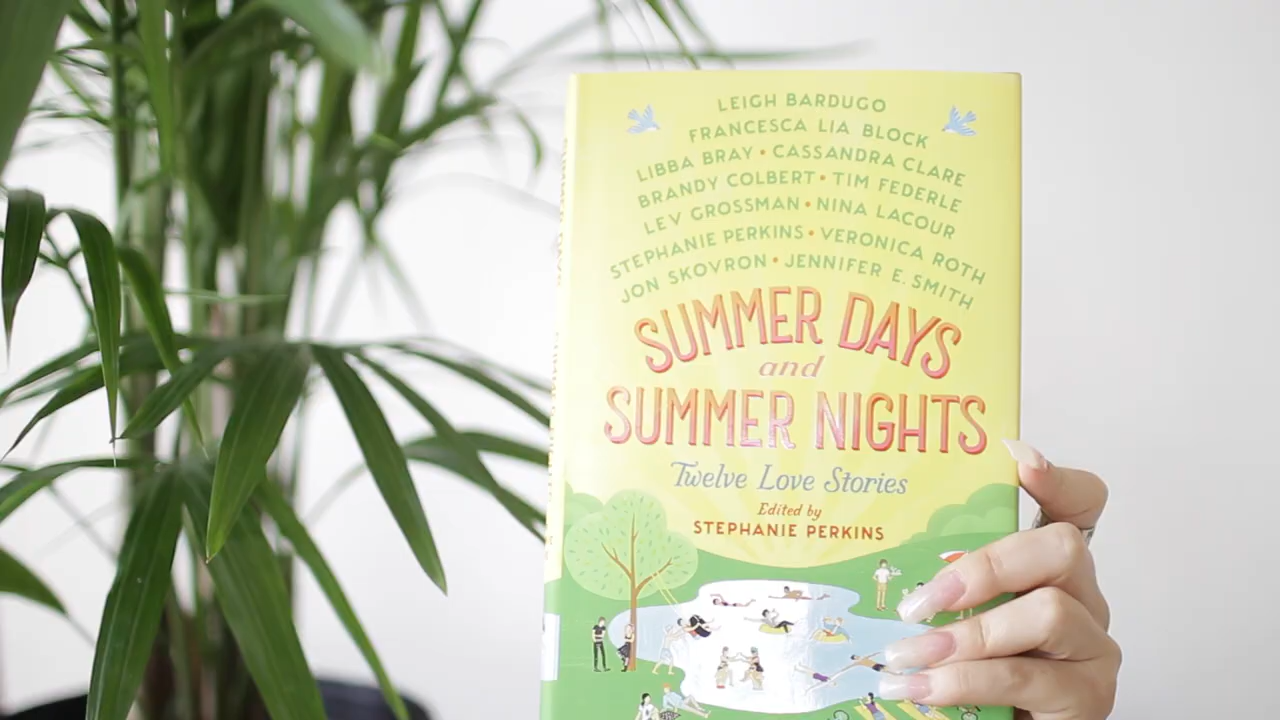 LEIGH BARDUGO
FRANCESCA LIA BLOCK
LIBBA BRAY • CASSANDRA CLARE
BRANDY COLBERT • TIM FEDERLE
LEV GROSSMAN • NINA LACOUR
STEPHANIE PERKINS • VERONICA ROTH
JON SKOVRON • JENNIFER E. SMITH
SUMMER DAYS
and
SUMMER NIGHTS
Twelve Love Stories
Edited by
STEPHANIE PERKINS